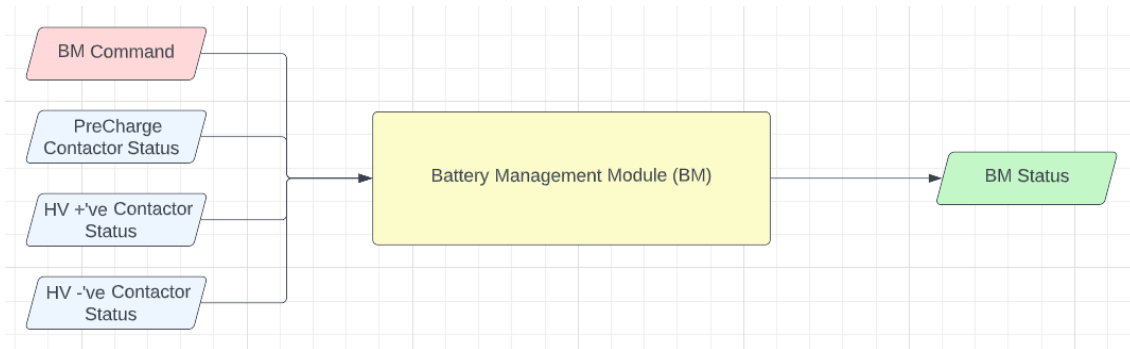 BM Command
PreCharge
Contactor Status
HV +'ve Contactor
Status
HV -'ve Contactor
Status
Battery Management Module (BM)
BM Status